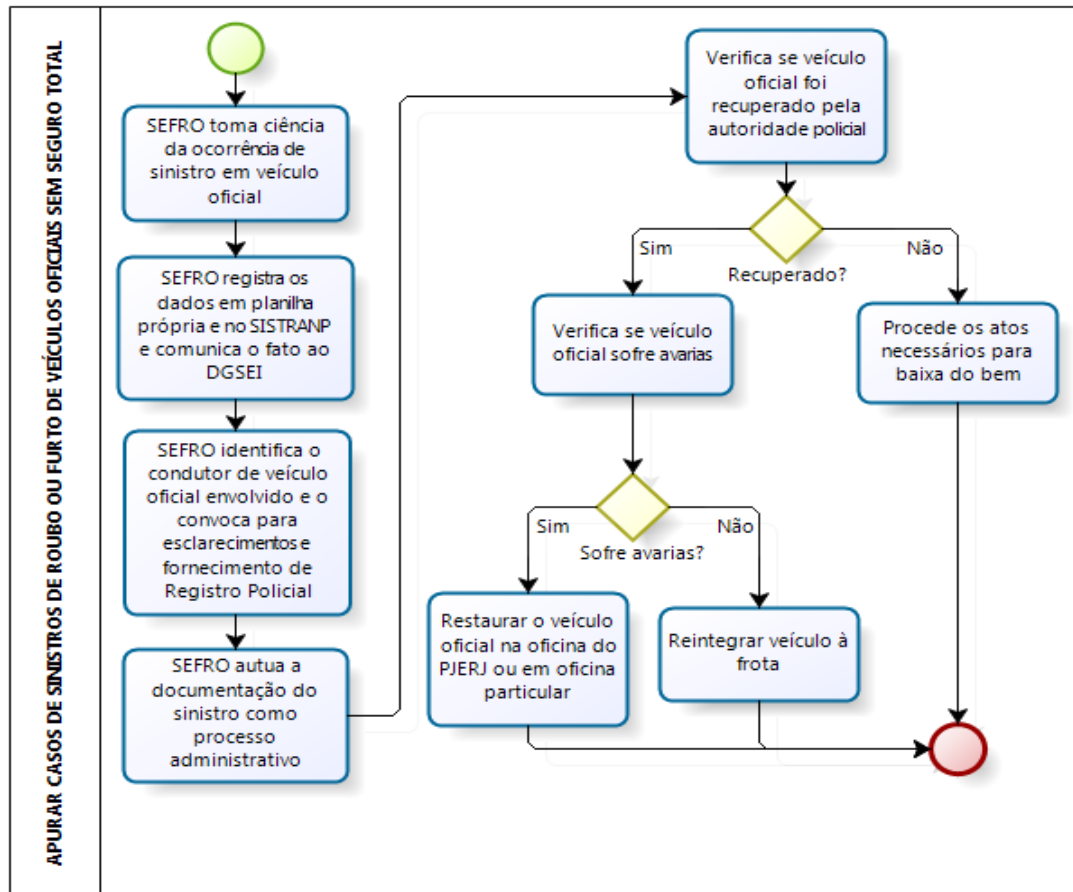 APURAR CASOS DE SINISTROS DE ROUBO OU FURTO DE VEÍCULOS OFICIAIS SEM SEGURO TOTAL
SEFRO toma ciência
da ocorrência de
sinistro em veículo
oficial
SEFRO registra os
dados em planilha
própria e no SISTRANP
e comunica o fato ao
DGSEI
SEFRO identifica o
condutor de veículo
oficial envolvido e o
convoca para
esclarecimentos e
fornecimento de
Registro Policial
SEFRO autua a
documentação do
sinistro como
processo
administrativo
Verifica se veículo
oficial foi
recuperado pela
autoridade policial
Sim
Não
Recuperado?
Verifica se veículo
oficial sofre avarias
Procede os atos
necessários para
baixa do bem
Sim
Não
Sofre avarias?
Restaurar o veículo
oficial na oficina do
PJERJ ou em oficina
particular
Reintegrar veículo à
frota